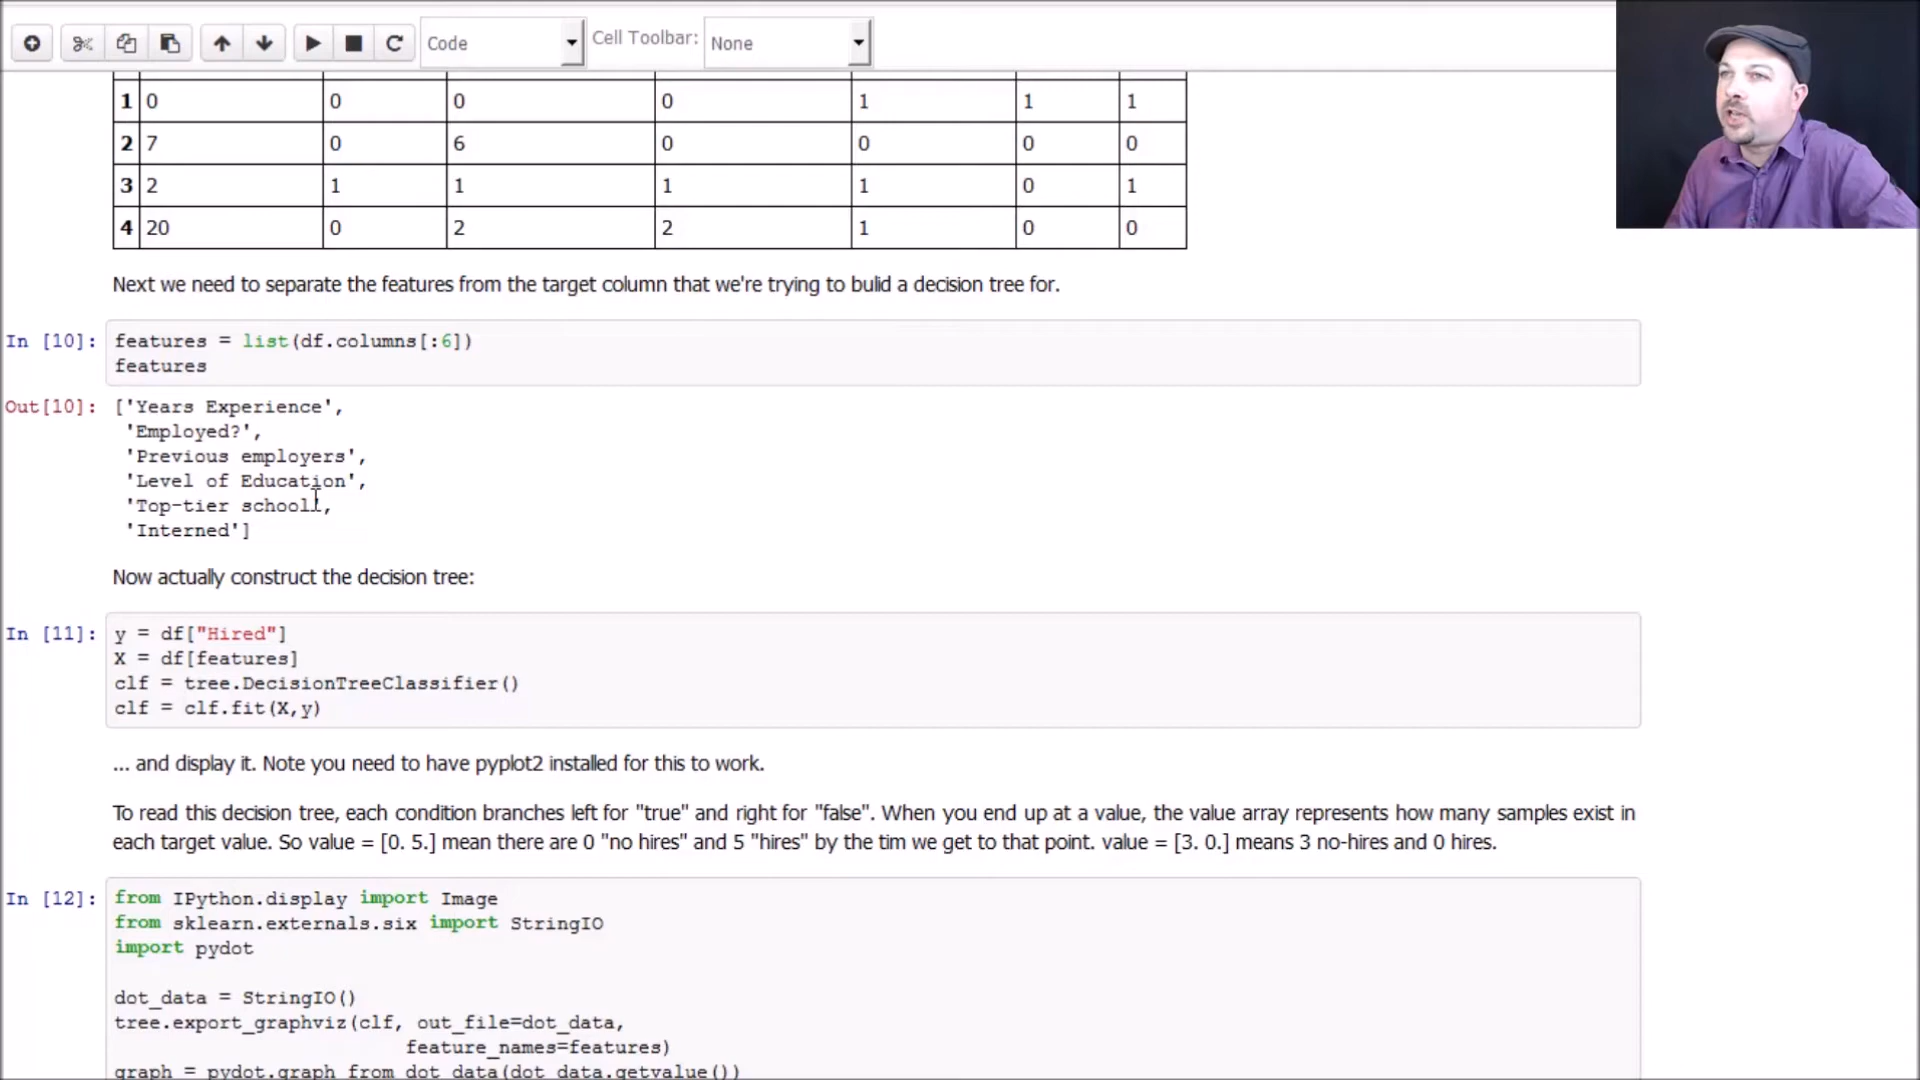 Code Cell Toolbar: None
1 0 0 0 0 1 1 1
2 7 0 6 0 0 0 0
3 2 1 1 1 1 0 1
4 20 0 2 2 1 0 0
Next we need to separate the features from the target column that we're trying to bulid a decision tree for.
In [10]: features = list(df.columns[:6])
features
Out[10]: ['Years Experience',
'Employed?',
'Previous employers',
'Level of Education',
'Top-tier school',
'Interned']
Now actually construct the decision tree:
In [11]: y = df["Hired"]
X = df[features]
clf = tree.DecisionTreeClassifier()
clf = clf.fit(X,y)
... and display it. Note you need to have pyplot2 installed for this to work.
To read this decision tree, each condition branches left for "true" and right for "false". When you end up at a value, the value array represents how many samples exist in
each target value. So value = [0. 5.] mean there are 0 "no hires" and 5 "hires" by the tim we get to that point. value = [3. 0.] means 3 no-hires and 0 hires.
In [12]: from IPython.display import Image
from sklearn.externals.six import StringIO
import pydot
dot_data = StringIO()
tree.export_graphviz(clf, out_file=dot_data,
feature_names=features)
graph = pydot.graph_from_dot_data(dot_data.getvalue())